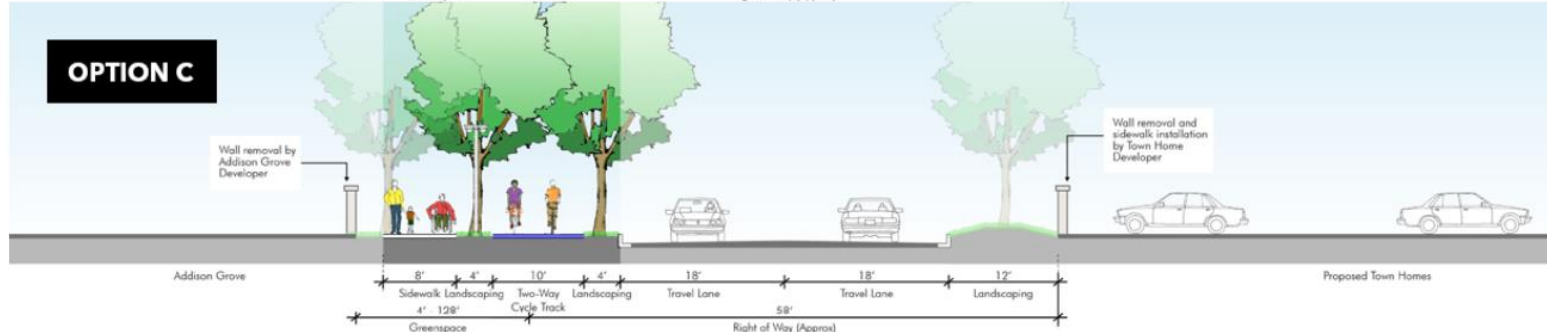 OPTION C
Wall removal by
Addison Grove
Developer
Wall removal and
sidewalk installation
by Town Home
Developer
Addison Grove
8'
4'
10'
4'
18'
18'
12'
Proposed Town Homes
Sidewalk
Landscaping
Two-Way
Cycle Track
Landscaping
Travel Lane
Travel Lane
Landscaping
4' - 128'
58'
Greenspace
Right of Way (Approx)